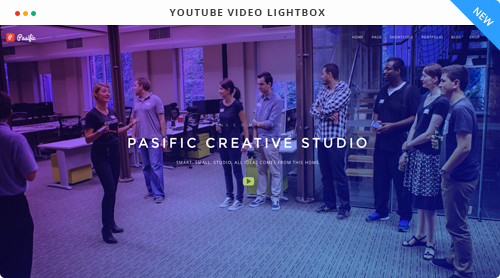 YOUTUBE VIDEO LIGHTBOX
NEW
Pasific
HOME PAGE SHORTCODE PORTFOLIO BLOG SHOP
PASIFIC CREATIVE STUDIO
SMART, SMALL, STUDIO, ALL IDEAL COMES FROM THIS HOME.